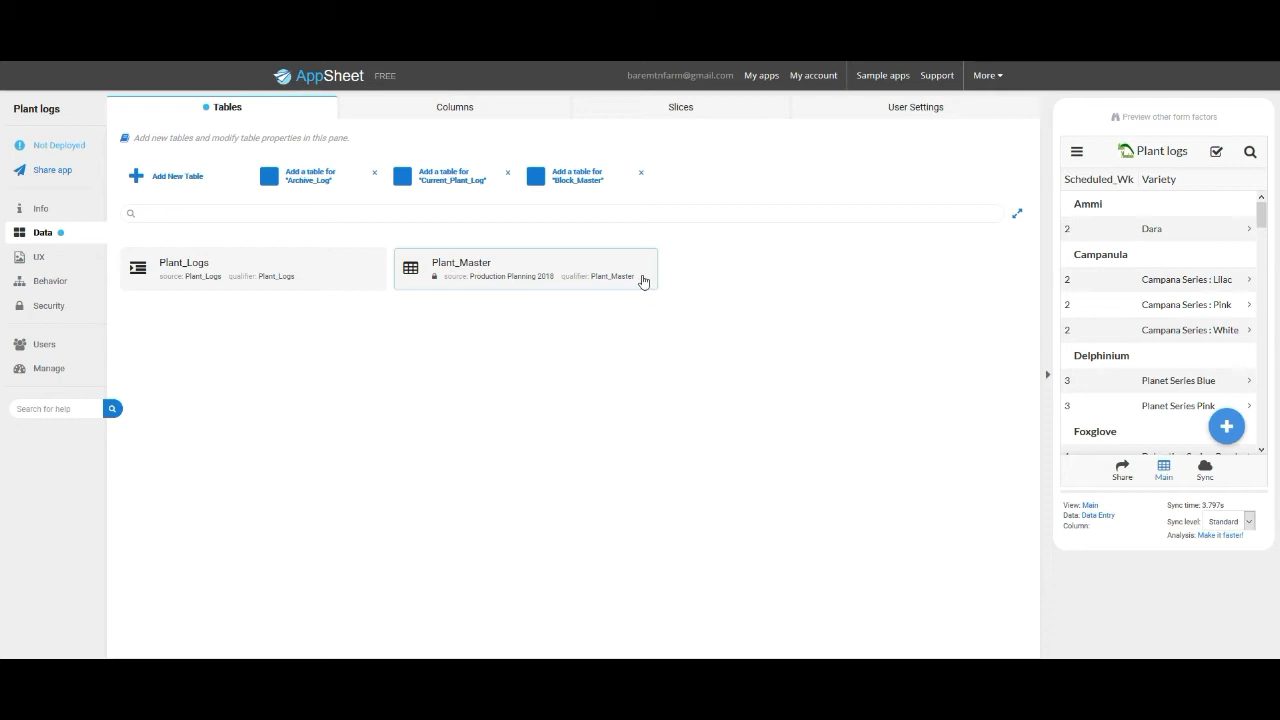 AppSheet FREE
baremtnfarm@gmail.com My apps My account Sample apps Support More
Plant logs
Not Deployed
Share app
Info
Data
UX
Behavior
Security
Users
Manage
Search for help
Tables Columns Slices User Settings
Add new tables and modify table properties in this pane.
Add New Table
Add a table for
"Archive_Log"
×
Add a table for
"Current_Plant_Log"
×
Add a table for
"Block_Master"
×
Plant_Logs
source: Plant_Logs qualifier: Plant_Logs
Plant_Master
source: Production Planning 2018 qualifier: Plant_Master
Preview other form factors
Plant logs
Scheduled_Wk Variety
Ammi
2 Dara
Campanula
2 Campana Series : Lilac
2 Campana Series : Pink
2 Campana Series : White
Delphinium
3 Planet Series Blue
3 Planet Series Pink
Foxglove
Share Main Sync
View: Main
Data: Data Entry
Column:
Sync time: 3.797s
Sync level: Standard
Analysis: Make it faster!